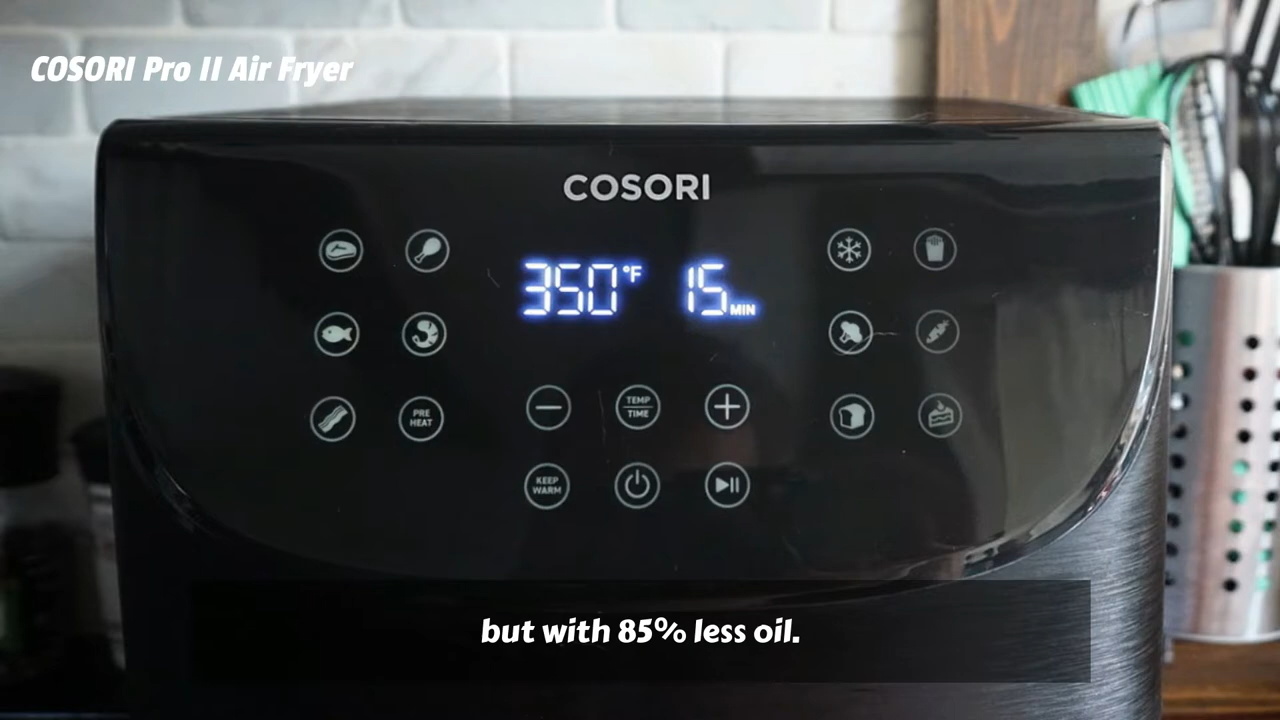 COSORI Pro II Air Fryer
COSORI
350°F 15 MIN
TEMP
TIME
PRE
HEAT
KEEP
WARM
but with 85% less oil.